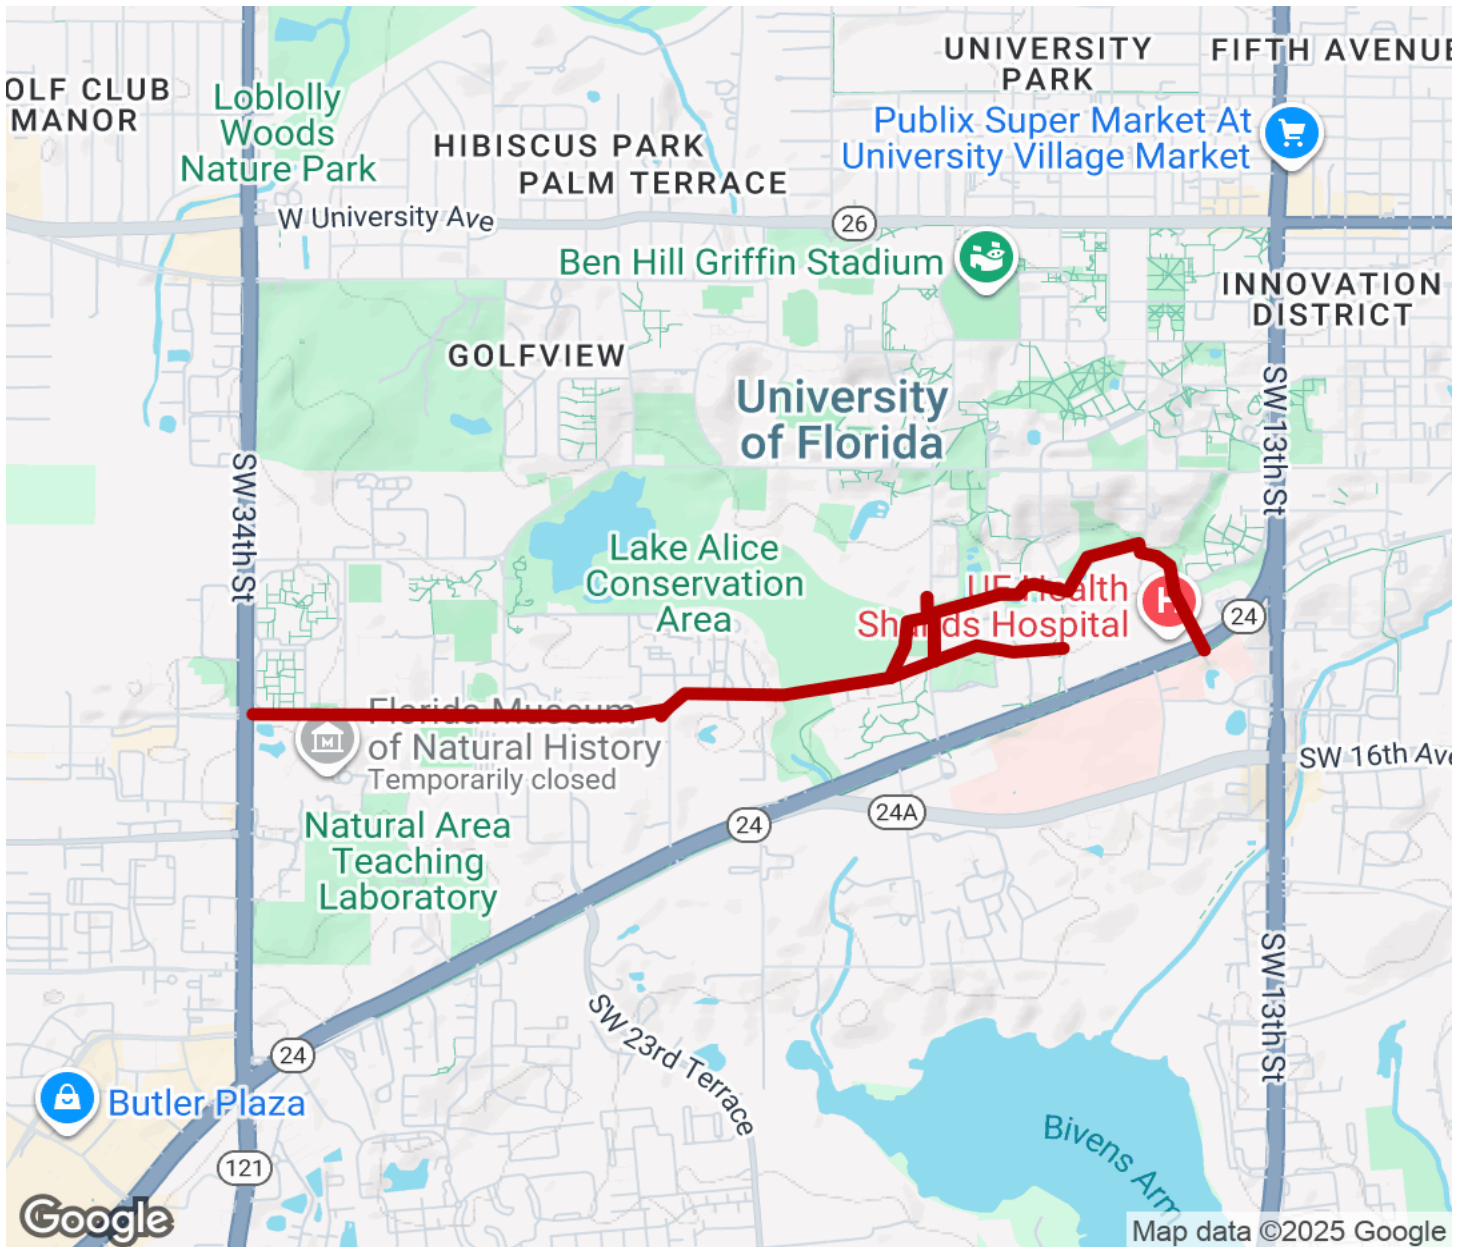 UNIVERSITY
PARK
FIFTH AVENUE
OLF CLUB
MANOR
Loblolly
Woods
Nature Park
HIBISCUS PARK
PALM TERRACE
Publix Super Market At
University Village Market
W University Ave
26
Ben Hill Griffin Stadium
INNOVATION
DISTRICT
GOLFVIEW
University
of Florida
SW 13th St
SW 34th St
Lake Alice
Conservation
Area
UF Health
Shands Hospital
H
24
Florida Museum
of Natural History
Temporarily closed
M
SW 16th Ave
Natural Area
Teaching
Laboratory
24
24A
SW 13th St
SW 23rd Terrace
24
Butler Plaza
Bivens Arm
121
Google
Map data ©2025 Google